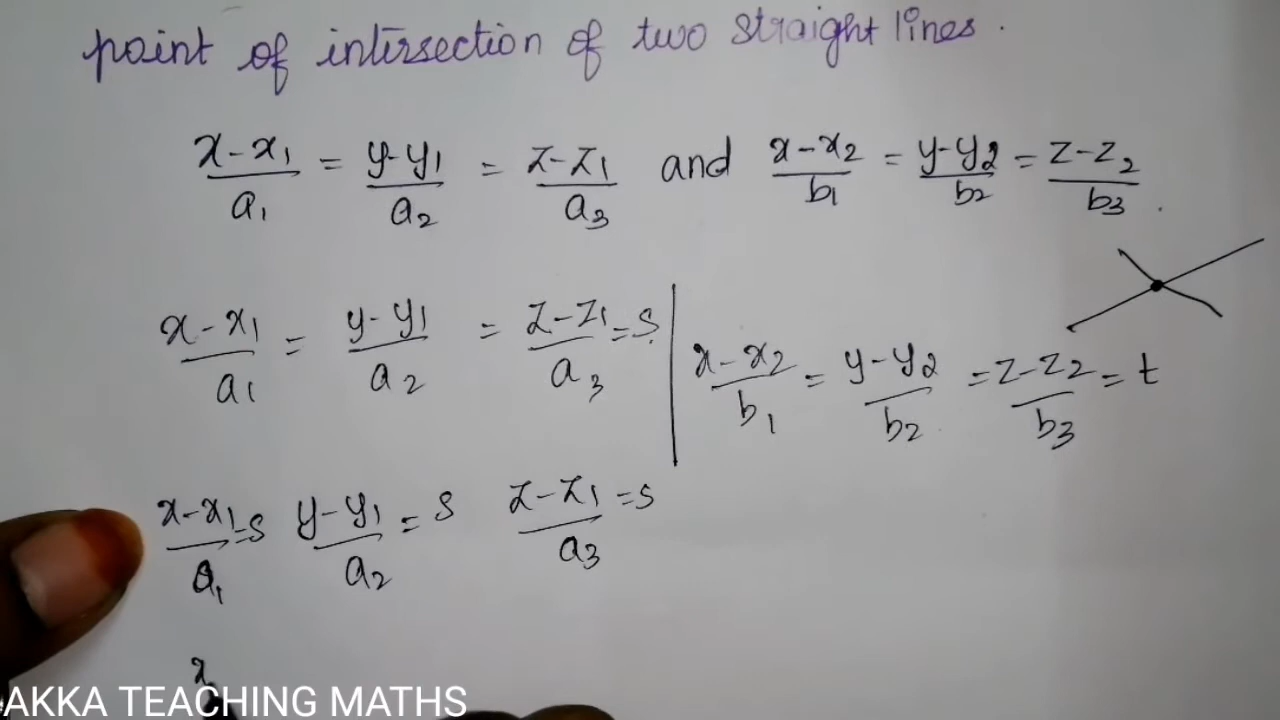 point of intersection of two straight lines.
x-x₁/a₁ = y-y₁/a₂ = z-z₁/a₃ and x-x₂/b₁ = y-y₂/b₂ = z-z₂/b₃.
x-x₁/a₁ = y-y₁/a₂ = z-z₁/a₃ = s
x-x₂/b₁ = y-y₂/b₂ = z-z₂/b₃ = t
x-x₁/a₁ = s y-y₁/a₂ = s z-z₁/a₃ = s
x
AKKA TEACHING MATHS